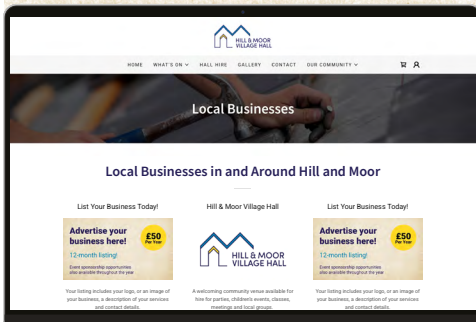 HILL & MOOR
VILLAGE HALL
HOME WHAT'S ON HALL HIRE GALLERY CONTACT OUR COMMUNITY
Local Businesses
Local Businesses in and Around Hill and Moor
List Your Business Today!
Advertise your
business here!
£50
Per Year
12-month listing!
Event sponsorship opportunities
also available throughout the year
Your listing includes your logo, or an image of
your business, a description of your services
and contact details.
Hill & Moor Village Hall
HILL & MOOR
VILLAGE HALL
A welcoming community venue available for
hire for parties, children's events, classes,
meetings and local groups.
List Your Business Today!
Advertise your
business here!
£50
Per Year
12-month listing!
Event sponsorship opportunities
also available throughout the year
Your listing includes your logo, or an image of
your business, a description of your services
and contact details.